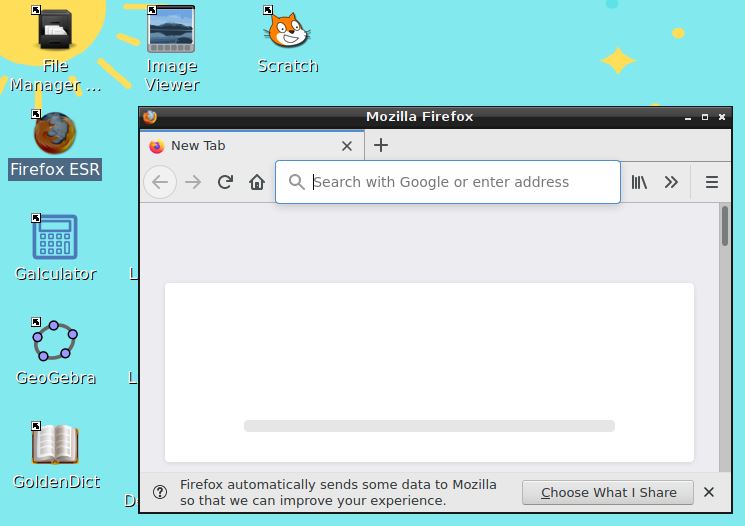 File
Manager ...
Image
Viewer
Scratch
Firefox ESR
Galculator
GeoGebra
GoldenDict
L
L
D
Mozilla Firefox
New Tab
Search with Google or enter address
Firefox automatically sends some data to Mozilla
so that we can improve your experience.
Choose What I Share